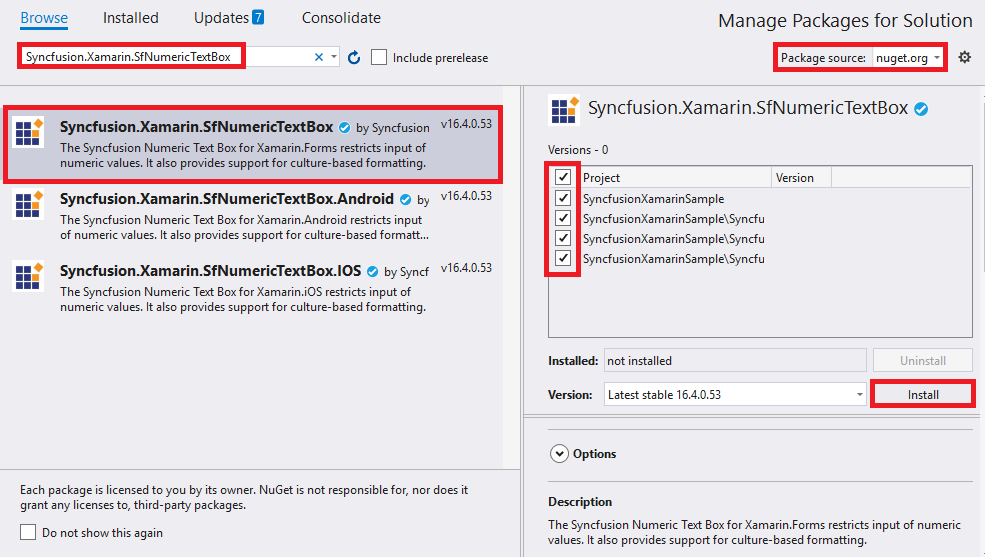 Browse Installed Updates 7 Consolidate
Manage Packages for Solution
Syncfusion.Xamarin.SfNumericTextBox
Include prerelease
Package source: nuget.org
Syncfusion.Xamarin.SfNumericTextBox by Syncfusion v16.4.0.53
The Syncfusion Numeric Text Box for Xamarin.Forms restricts input of
numeric values. It also provides support for culture-based formatting.
Syncfusion.Xamarin.SfNumericTextBox.Android by v16.4.0.53
The Syncfusion Numeric Text Box for Xamarin.Android restricts input
of numeric values. It also provides support for culture-based formatt...
Syncfusion.Xamarin.SfNumericTextBox.IOS by Syncf v16.4.0.53
The Syncfusion Numeric Text Box for Xamarin.iOS restricts input of
numeric values. It also provides support for culture-based formatting.
Each package is licensed to you by its owner. NuGet is not responsible for, nor does it
grant any licenses to, third-party packages.
Do not show this again
Syncfusion.Xamarin.SfNumericTextBox
Versions - 0
Project Version
SyncfusionXamarinSample
SyncfusionXamarinSample\Syncfu
SyncfusionXamarinSample\Syncfu
SyncfusionXamarinSample\Syncfu
Installed: not installed Uninstall
Version: Latest stable 16.4.0.53 Install
Options
Description
The Syncfusion Numeric Text Box for Xamarin.Forms restricts input of numeric
values. It also provides support for culture-based formatting.